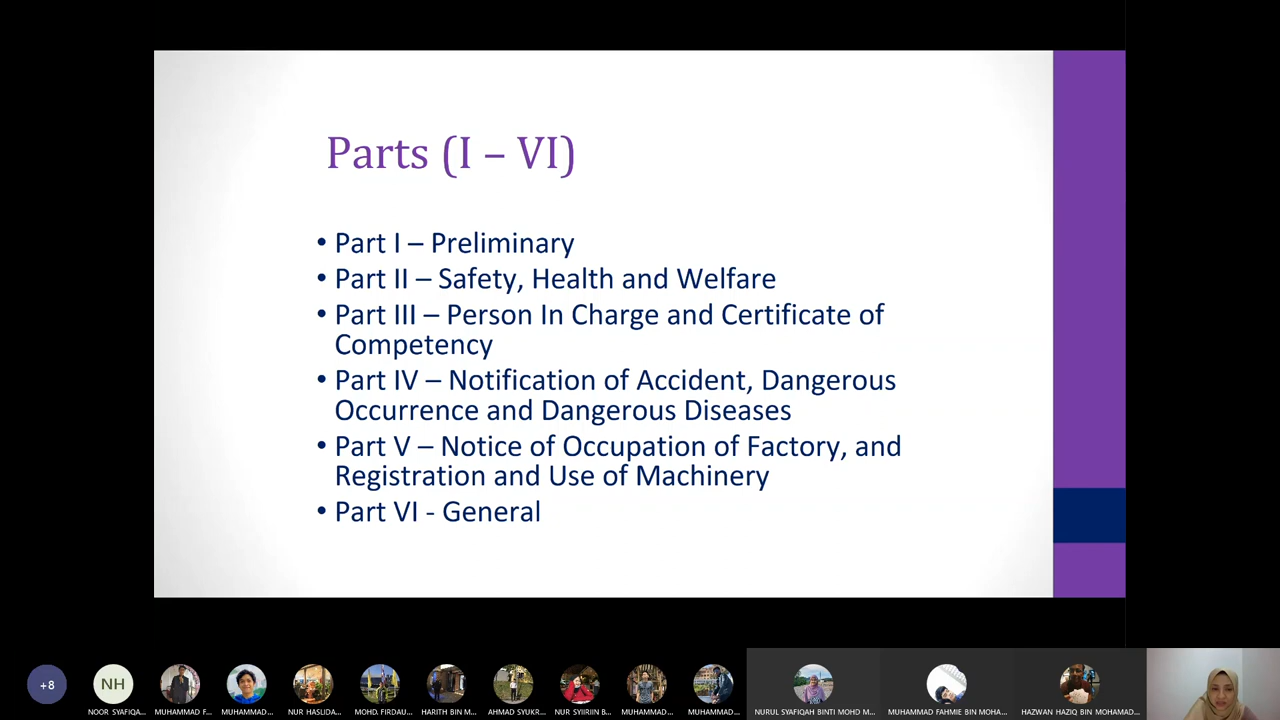 Parts (I – VI)
• Part I – Preliminary
• Part II – Safety, Health and Welfare
• Part III – Person In Charge and Certificate of
Competency
• Part IV – Notification of Accident, Dangerous
Occurrence and Dangerous Diseases
• Part V – Notice of Occupation of Factory, and
Registration and Use of Machinery
• Part VI - General
+8
NH
NOOR SYAFIQA...
MUHAMMAD F...
MUHAMMAD...
NUR HASLIDA...
MOHD. FIRDAU...
HARITH BIN M...
AHMAD SYUKR...
NUR SYIIRIIN B...
MUHAMMAD...
MUHAMMAD...
NURUL SYAFIQAH BINTI MOHD M...
MUHAMMAD FAHMIE BIN MOHA...
HAZWAN HAZIQ BIN MOHAMAD...